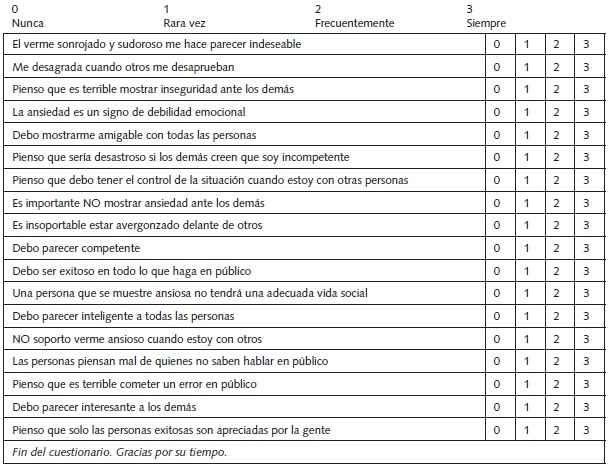 0 1 2 3
Nunca Rara vez Frecuentemente Siempre
El verme sonrojado y sudoroso me hace parecer indeseable 0 1 2 3
Me desagrada cuando otros me desaprueban 0 1 2 3
Pienso que es terrible mostrar inseguridad ante los demás 0 1 2 3
La ansiedad es un signo de debilidad emocional 0 1 2 3
Debo mostrarme amigable con todas las personas 0 1 2 3
Pienso que sería desastroso si los demás creen que soy incompetente 0 1 2 3
Pienso que debo tener el control de la situación cuando estoy con otras personas 0 1 2 3
Es importante NO mostrar ansiedad ante los demás 0 1 2 3
Es insoportable estar avergonzado delante de otros 0 1 2 3
Debo parecer competente 0 1 2 3
Debo ser exitoso en todo lo que haga en público 0 1 2 3
Una persona que se muestre ansiosa no tendrá una adecuada vida social 0 1 2 3
Debo parecer inteligente a todas las personas 0 1 2 3
NO soporto verme ansioso cuando estoy con otros 0 1 2 3
Las personas piensan mal de quienes no saben hablar en público 0 1 2 3
Pienso que es terrible cometer un error en público 0 1 2 3
Debo parecer interesante a los demás 0 1 2 3
Pienso que solo las personas exitosas son apreciadas por la gente 0 1 2 3
Fin del cuestionario. Gracias por su tiempo.